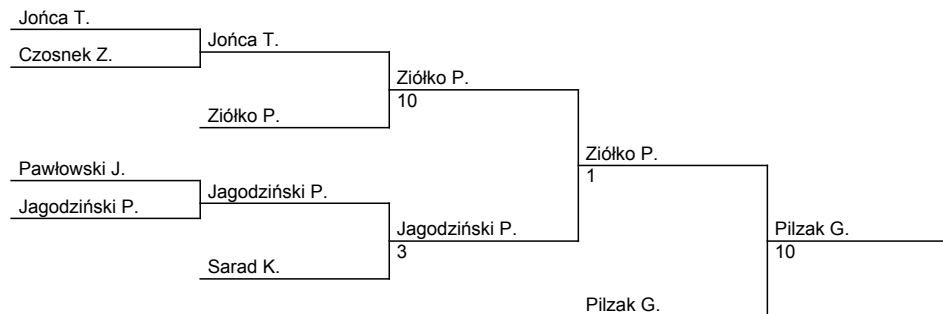 Jońca T.
Czosnek Z.
Jońca T.
Ziółko P.
10
Ziółko P.
Ziółko P.
1
Pawłowski J.
Jagodziński P.
Jagodziński P.
Jagodziński P.
3
Sarad K.
Pilzak G.
10
Pilzak G.